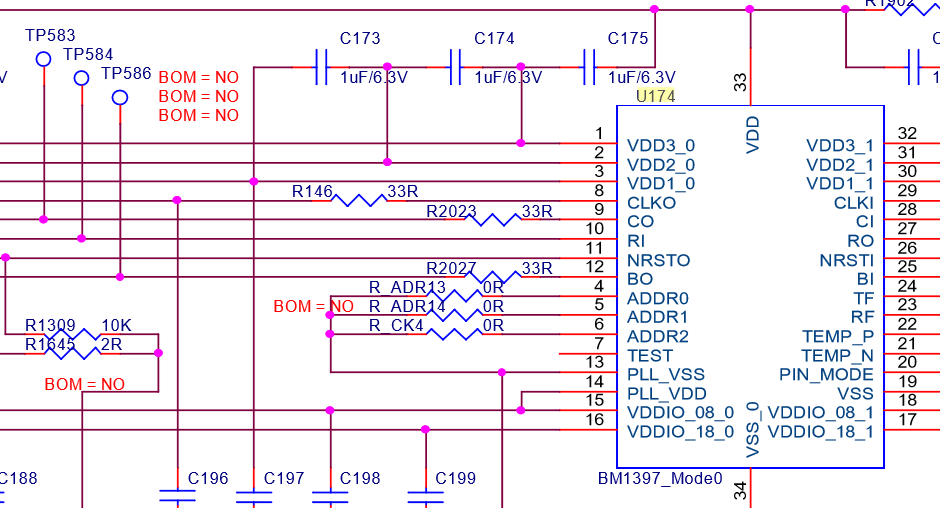 R1902
TP583
TP584
TP586
BOM = NO
BOM = NO
BOM = NO
C173
C174
C175
1uF/6.3V
1uF/6.3V
1uF/6.3V
U174
33
VDD
1 VDD3_0 VDD3_1 32
2 VDD2_0 VDD2_1 31
3 VDD1_0 VDD1_1 30
R146 33R 8 CLKO CLKI 29
R2023 33R 9 CO CI 28
10 RI RO 27
11 NRSTO NRSTI 26
R2027 33R 12 BO BI 25
R_ADR13 0R 4 ADDR0 TF 24
BOM = NO R_ADR14 0R 5 ADDR1 RF 23
R_CK4 0R 6 ADDR2 TEMP_P 22
7 TEST TEMP_N 21
13 PLL_VSS PIN_MODE 20
14 PLL_VDD VSS 19
15 VDDIO_08_0 VDDIO_08_1 18
16 VDDIO_18_0 VDDIO_18_1 17
VSS_0
34
R1309 10K
R1645 2R
BOM = NO
C188
C196
C197
C198
C199
BM1397_Mode0